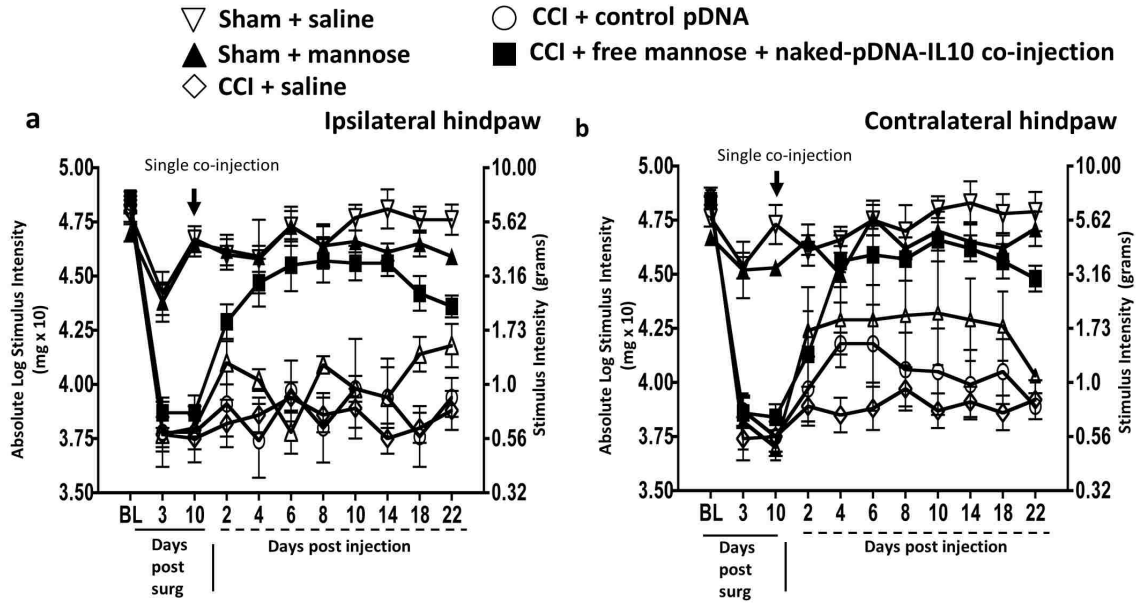 Sham + saline
CCI + control pDNA
Sham + mannose
CCI + free mannose + naked-pDNA-IL10 co-injection
CCI + saline
a
Ipsilateral hindpaw
Single co-injection
Absolute Log Stimulus Intensity
(mg x 10)
5.00
4.75
4.50
4.25
4.00
3.75
3.50
10.00
5.62
3.16
1.73
1.0
0.56
0.32
Stimulus Intensity (grams)
BL 3 10 2 4 6 8 10 14 18 22
Days
post
surg
Days post injection
b
Contralateral hindpaw
Single co-injection
Absolute Log Stimulus Intensity
(mg x 10)
5.00
4.75
4.50
4.25
4.00
3.75
3.50
10.00
5.62
3.16
1.73
1.0
0.56
0.32
Stimulus Intensity (grams)
BL 3 10 2 4 6 8 10 14 18 22
Days
post
surg
Days post injection